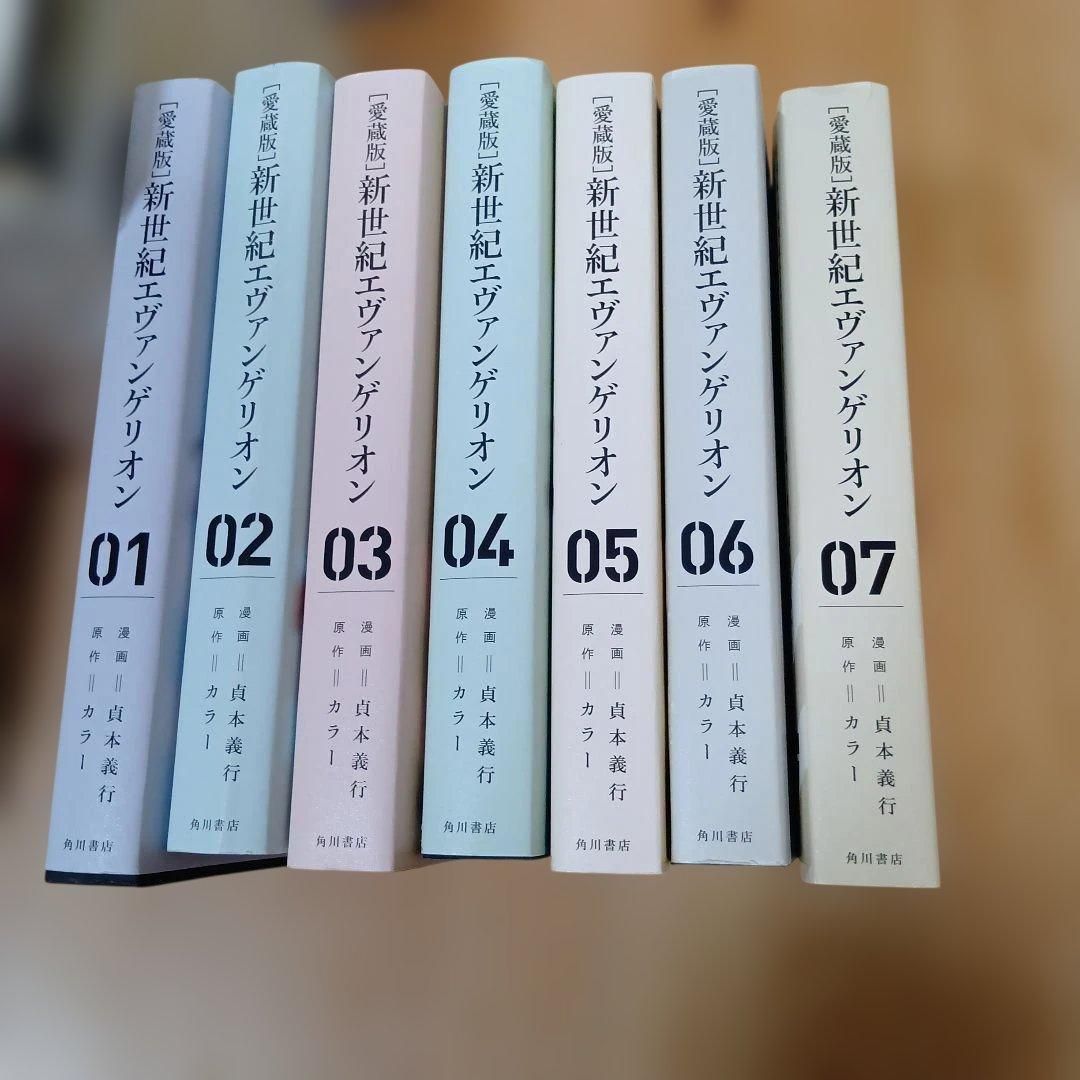 [愛蔵版]新世紀エヴァンゲリオン
01
漫画=貞本義行
原作=カラー
角川書店
[愛蔵版]新世紀エヴァンゲリオン
02
漫画=貞本義行
原作=カラー
角川書店
[愛蔵版]新世紀エヴァンゲリオン
03
漫画=貞本義行
原作=カラー
角川書店
[愛蔵版]新世紀エヴァンゲリオン
04
漫画=貞本義行
原作=カラー
角川書店
[愛蔵版]新世紀エヴァンゲリオン
05
漫画=貞本義行
原作=カラー
角川書店
[愛蔵版]新世紀エヴァンゲリオン
06
漫画=貞本義行
原作=カラー
角川書店
[愛蔵版]新世紀エヴァンゲリオン
07
漫画=貞本義行
原作=カラー
角川書店